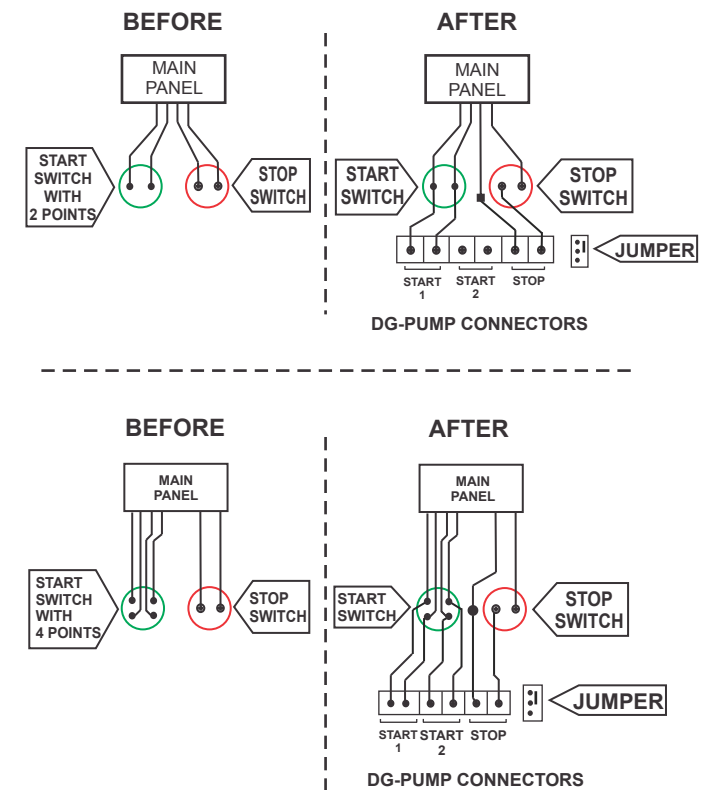 BEFORE
AFTER
MAIN
PANEL
MAIN
PANEL
START
SWITCH
WITH
2 POINTS
STOP
SWITCH
START
SWITCH
STOP
SWITCH
JUMPER
START
1
START
2
STOP
DG-PUMP CONNECTORS
BEFORE
AFTER
MAIN
PANEL
MAIN
PANEL
START
SWITCH
WITH
4 POINTS
STOP
SWITCH
START
SWITCH
STOP
SWITCH
JUMPER
START
1
START
2
STOP
DG-PUMP CONNECTORS